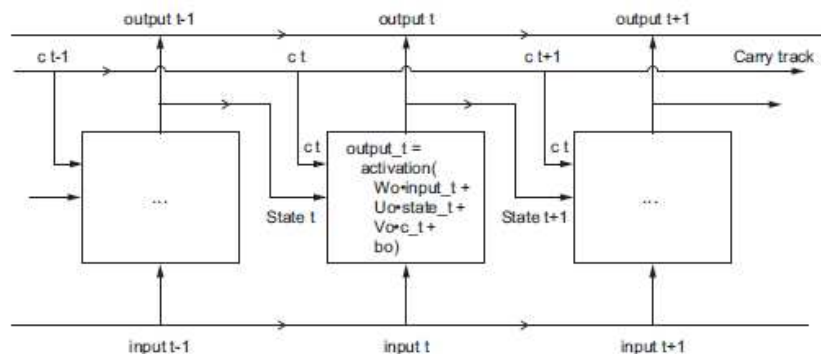 output t-1 output t output t+1
c t-1 c t c t+1 Carry track
c t output_t = c t
activation(
Wo•input_t +
... Uo•state_t + ...
State t Vo•c_t + State t+1
bo)
input t-1 input t input t+1